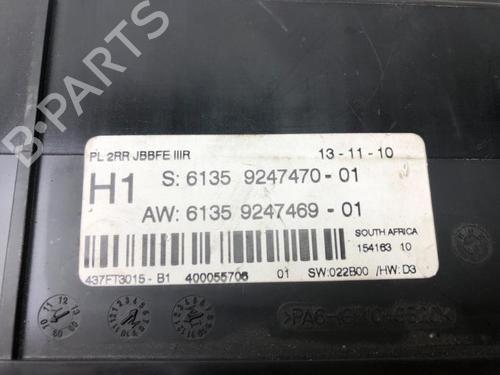 B-PARTS
PL 2RR JBBFE IIIR 13-11-10
H1 S: 6135 9247470-01
AW: 6135 9247469-01
SOUTH AFRICA
154163 10
437FT3015-B1 400055706 01 SW:022B00 /HW:D3